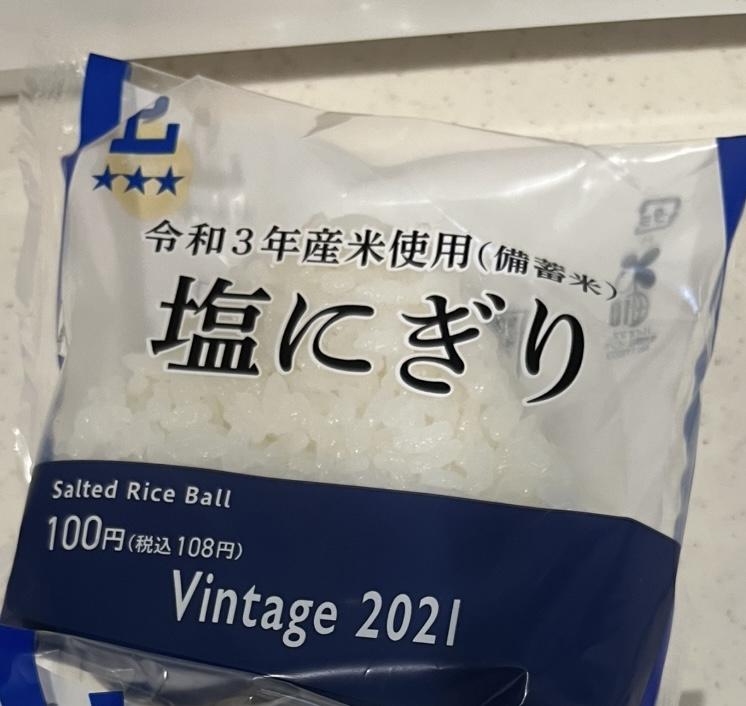 L
★★★
令和3年産米使用(備蓄米)
塩にぎり
Salted Rice Ball
100円(税込108円)
Vintage 2021